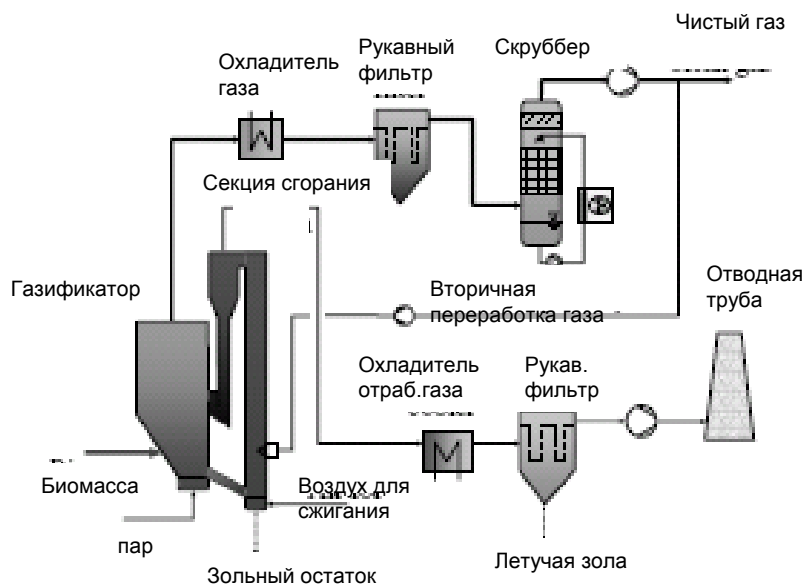 Чистый газ
Охладитель
газа
Рукавный
фильтр
Скруббер
Секция сгорания
Газификатор
Вторичная
переработка газа
Отводная
труба
Охладитель
отраб.газа
Рукав.
фильтр
Биомасса
Воздух для
сжигания
пар
Зольный остаток
Летучая зола